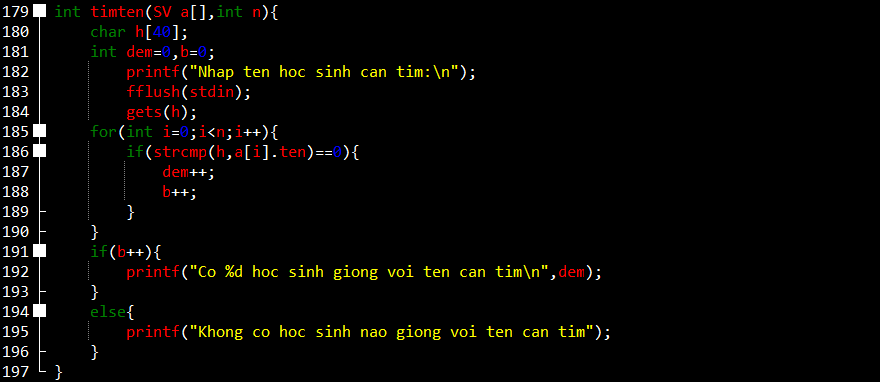 179 int timten(SV a[],int n){
180 char h[40];
181 int dem=0,b=0;
182 printf("Nhap ten hoc sinh can tim:\n");
183 fflush(stdin);
184 gets(h);
185 for(int i=0;i<n;i++){
186 if(strcmp(h,a[i].ten)==0){
187 dem++;
188 b++;
189 }
190 }
191 if(b++){
192 printf("Co %d hoc sinh giong voi ten can tim\n",dem);
193 }
194 else{
195 printf("Khong co hoc sinh nao giong voi ten can tim");
196 }
197 }